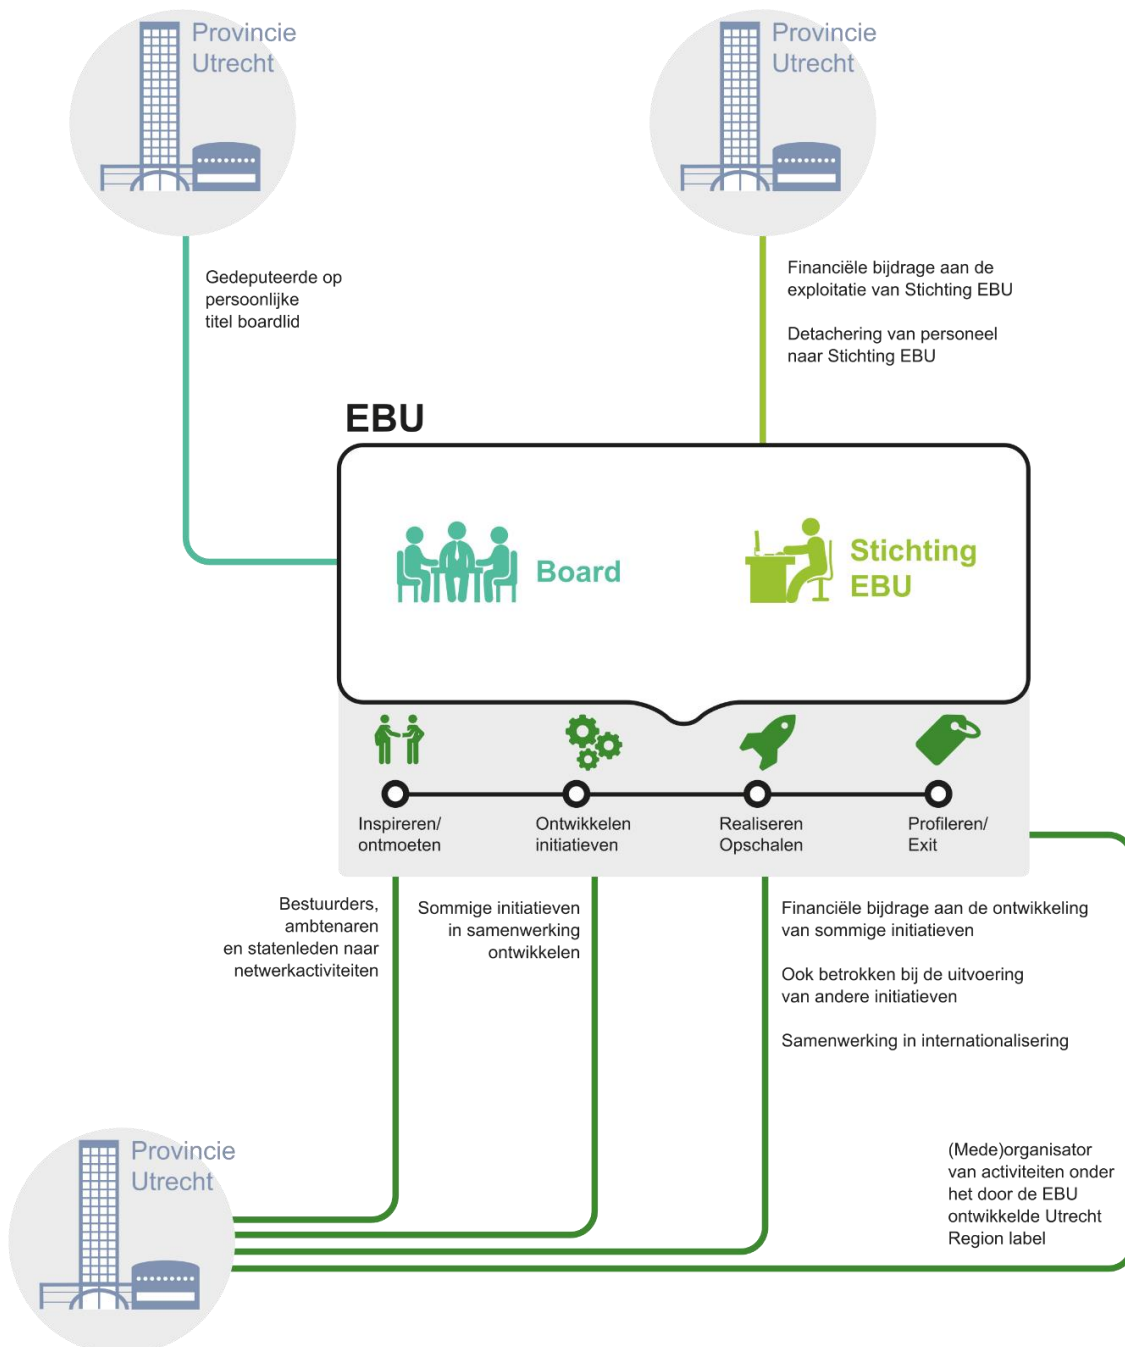 Provincie
Utrecht
Provincie
Utrecht
Gedeputeerde op
persoonlijke
titel boardlid
Financiële bijdrage aan de
exploitatie van Stichting EBU
Detachering van personeel
naar Stichting EBU
EBU
Board
Stichting
EBU
Inspireren/
ontmoeten
Ontwikkelen
initiatieven
Realiseren
Opschalen
Profileren/
Exit
Bestuurders,
ambtenaren
en statenleden naar
netwerkactiviteiten
Sommige initiatieven
in samenwerking
ontwikkelen
Financiële bijdrage aan de ontwikkeling
van sommige initiatieven
Ook betrokken bij de uitvoering
van andere initiatieven
Samenwerking in internationalisering
(Mede)organisator
van activiteiten onder
het door de EBU
ontwikkelde Utrecht
Region label
Provincie
Utrecht